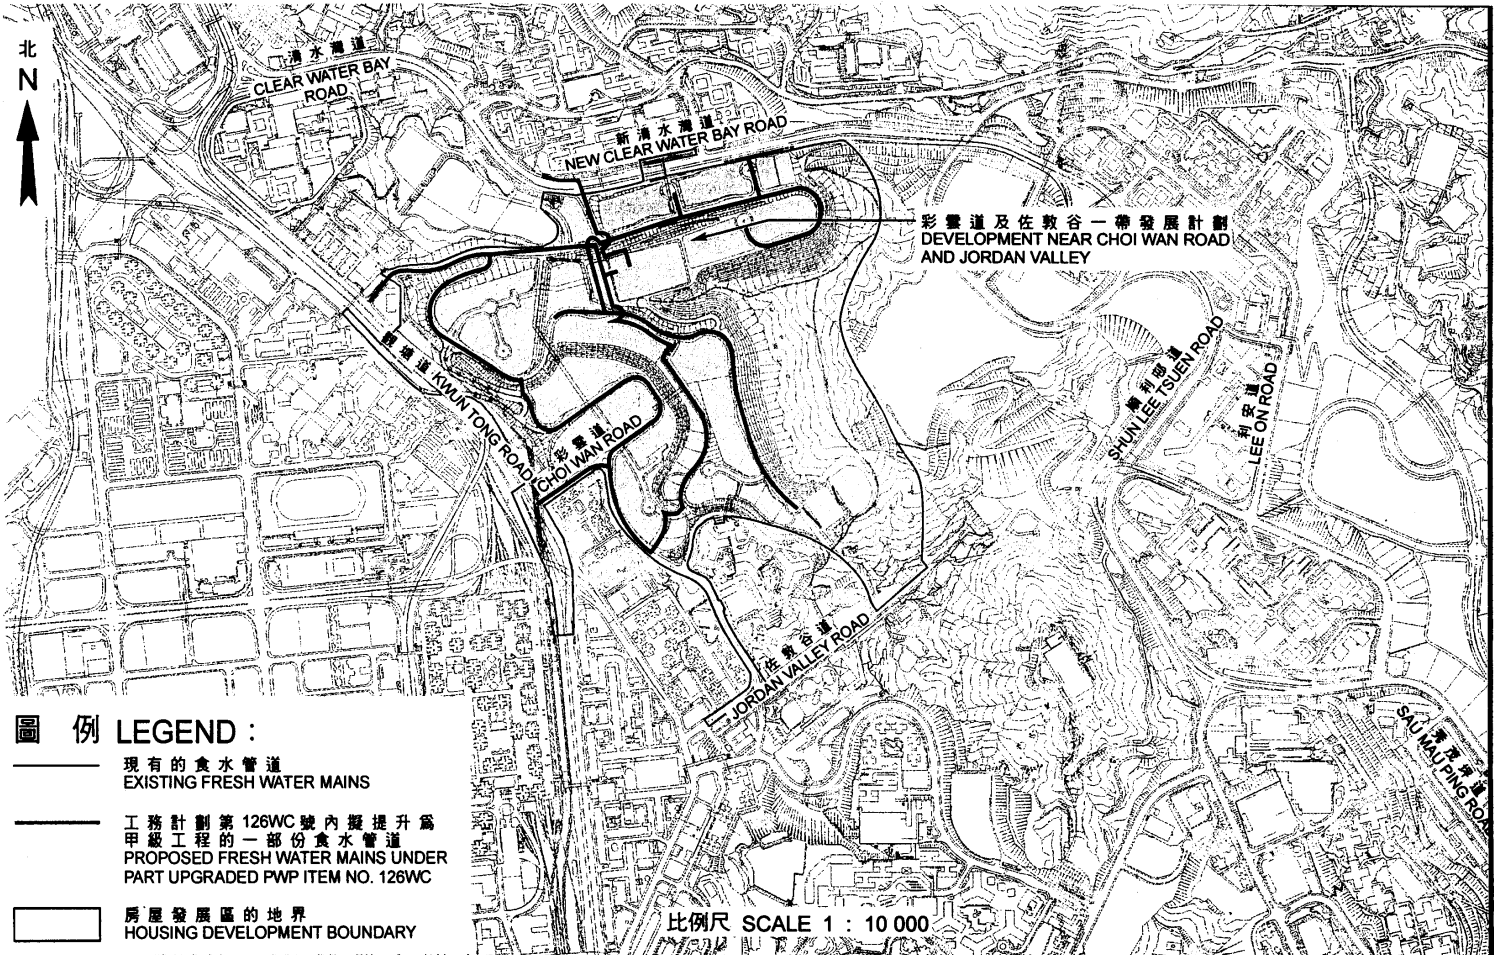 北
N
清水灣道
CLEAR WATER BAY
ROAD
新清水灣道
NEW CLEAR WATER BAY ROAD
彩雲道及佐敦谷一帶發展計劃
DEVELOPMENT NEAR CHOI WAN ROAD
AND JORDAN VALLEY
觀塘道 KWUN TONG ROAD
彩雲道
CHOI WAN ROAD
順利邨道
SHUN LEE TSUEN ROAD
利安道
LEE ON ROAD
佐敦谷道
JORDAN VALLEY ROAD
秀茂坪道
SAU MAU PING ROAD
圖 例 LEGEND :
現有的食水管道
EXISTING FRESH WATER MAINS
工務計劃第 126WC 號內擬提升爲
甲級工程的一部份食水管道
PROPOSED FRESH WATER MAINS UNDER
PART UPGRADED PWP ITEM NO. 126WC
房屋發展區的地界
HOUSING DEVELOPMENT BOUNDARY
比例尺 SCALE 1 : 10 000